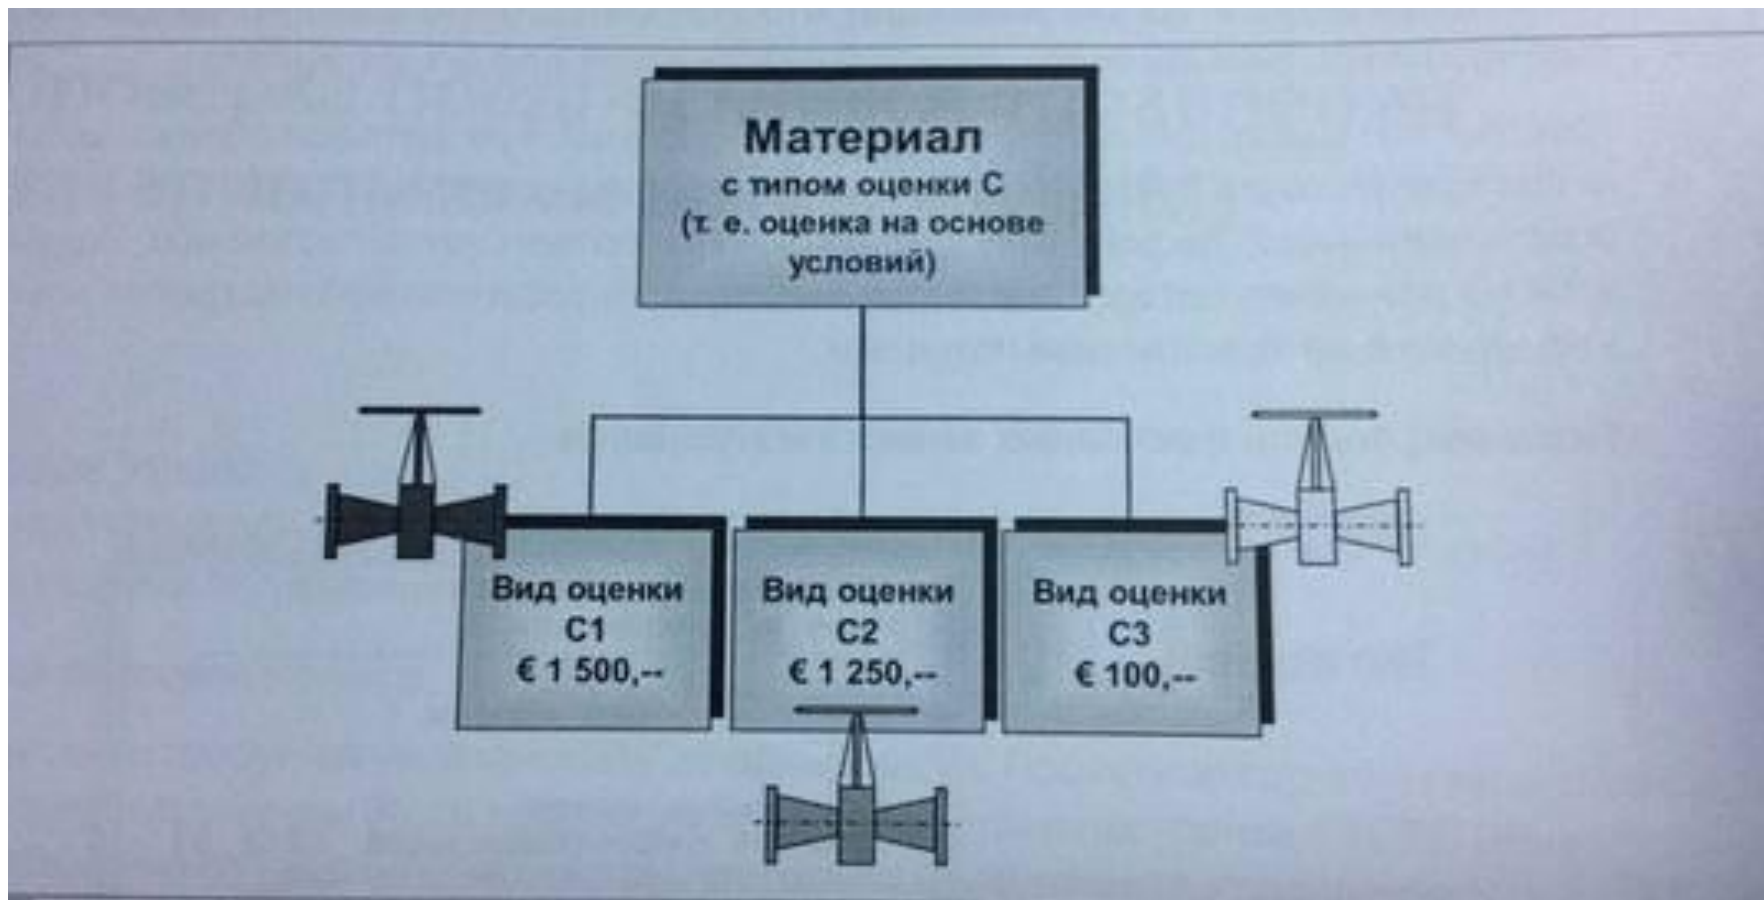 Материал
с типом оценки С
(т. е. оценка на основе
условий)
Вид оценки
С1
€ 1 500,--
Вид оценки
С2
€ 1 250,--
Вид оценки
С3
€ 100,--